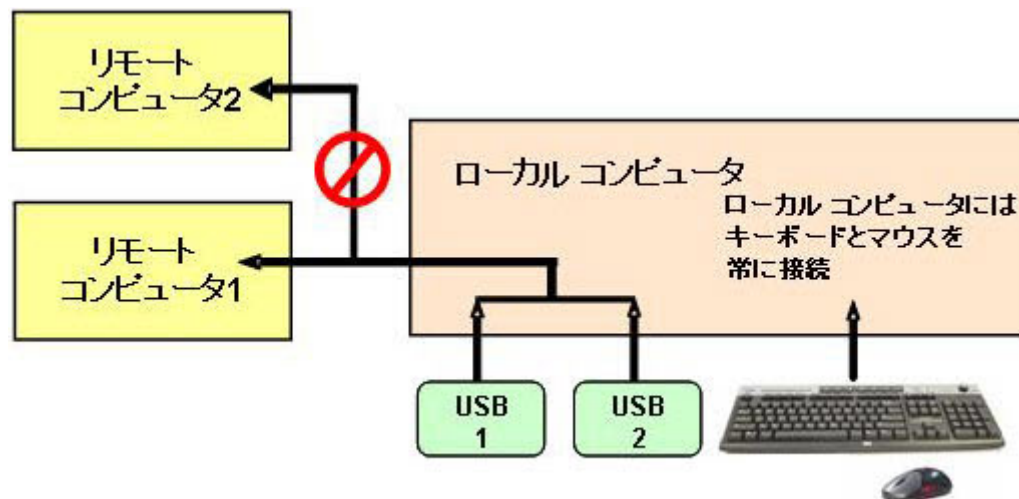 リモート
コンピュータ2
リモート
コンピュータ1
ローカル コンピュータ
ローカル コンピュータには
キーボードとマウスを
常に接続
USB
1
USB
2